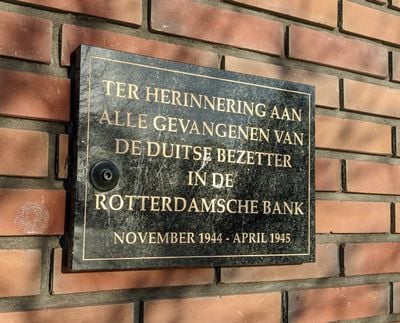 TER HERINNERING AAN
ALLE GEVANGENEN VAN
DE DUITSE BEZETTER
IN DE
ROTTERDAMSCHE BANK
NOVEMBER 1944 - APRIL 1945